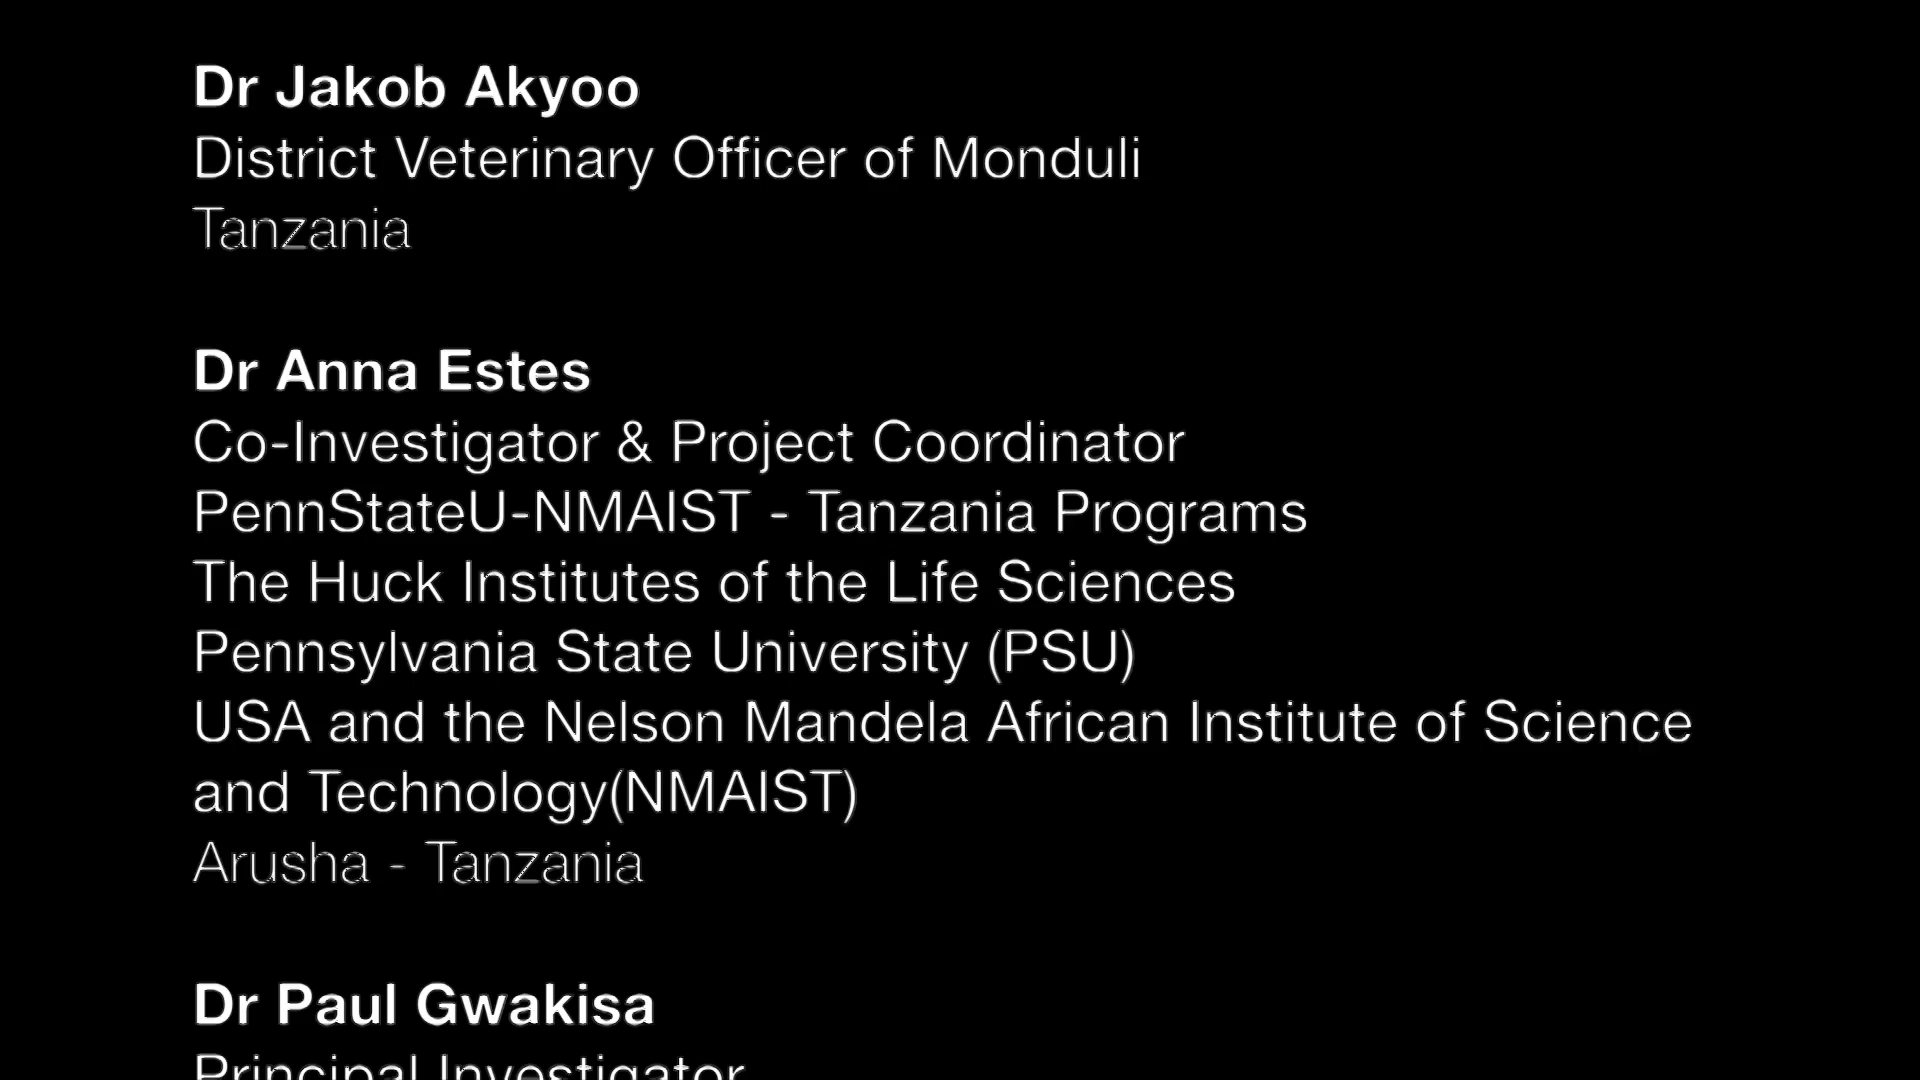 Dr Jakob Akyoo
District Veterinary Officer of Monduli
Tanzania
Dr Anna Estes
Co-Investigator & Project Coordinator
PennStateU-NMAIST - Tanzania Programs
The Huck Institutes of the Life Sciences
Pennsylvania State University (PSU)
USA and the Nelson Mandela African Institute of Science
and Technology(NMAIST)
Arusha - Tanzania
Dr Paul Gwakisa
Principal Investigator